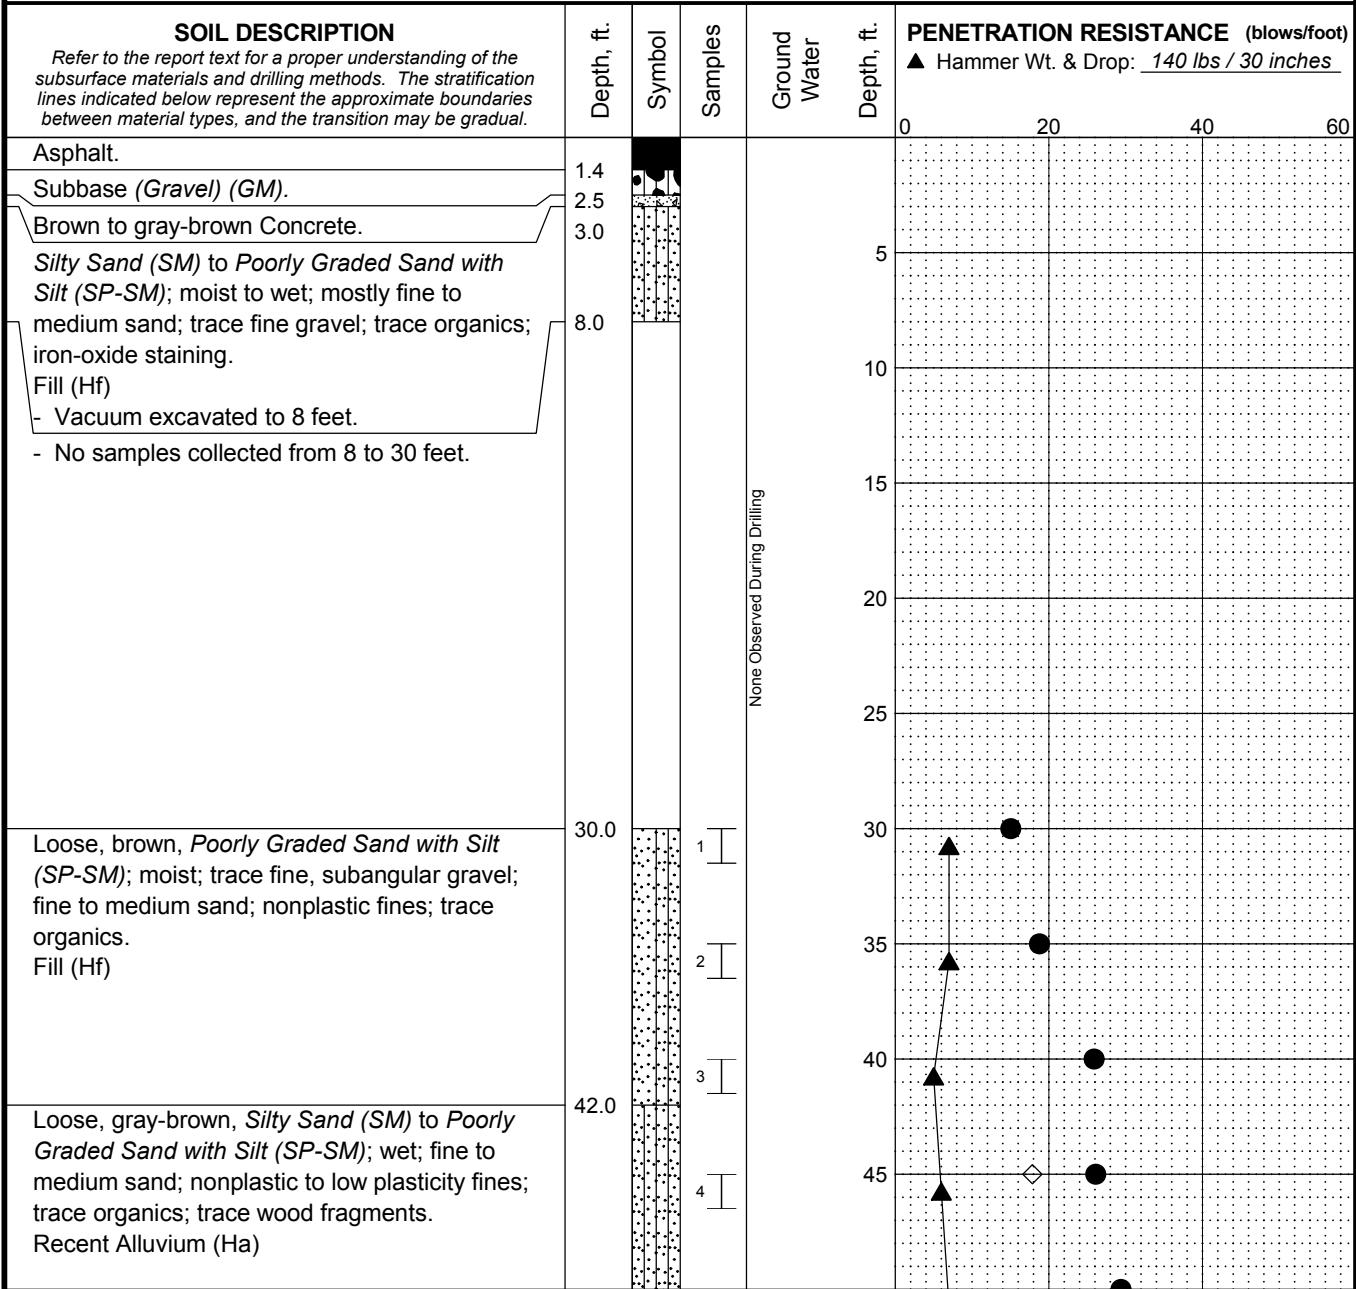 SOIL DESCRIPTION
Refer to the report text for a proper understanding of the
subsurface materials and drilling methods. The stratification
lines indicated below represent the approximate boundaries
between material types, and the transition may be gradual.
Depth, ft.
Symbol
Samples
Ground
Water
Depth, ft.
PENETRATION RESISTANCE (blows/foot)
▲ Hammer Wt. & Drop: 140 lbs / 30 inches
0 20 40 60
Asphalt.
1.4
Subbase (Gravel) (GM).
2.5
Brown to gray-brown Concrete.
3.0
Silty Sand (SM) to Poorly Graded Sand with
Silt (SP-SM); moist to wet; mostly fine to
medium sand; trace fine gravel; trace organics;
iron-oxide staining.
Fill (Hf)
- Vacuum excavated to 8 feet.
8.0
- No samples collected from 8 to 30 feet.
None Observed During Drilling
5
10
15
20
25
30
35
40
45
30.0
Loose, brown, Poorly Graded Sand with Silt
(SP-SM); moist; trace fine, subangular gravel;
fine to medium sand; nonplastic fines; trace
organics.
Fill (Hf)
1
2
3
42.0
Loose, gray-brown, Silty Sand (SM) to Poorly
Graded Sand with Silt (SP-SM); wet; fine to
medium sand; nonplastic to low plasticity fines;
trace organics; trace wood fragments.
Recent Alluvium (Ha)
4